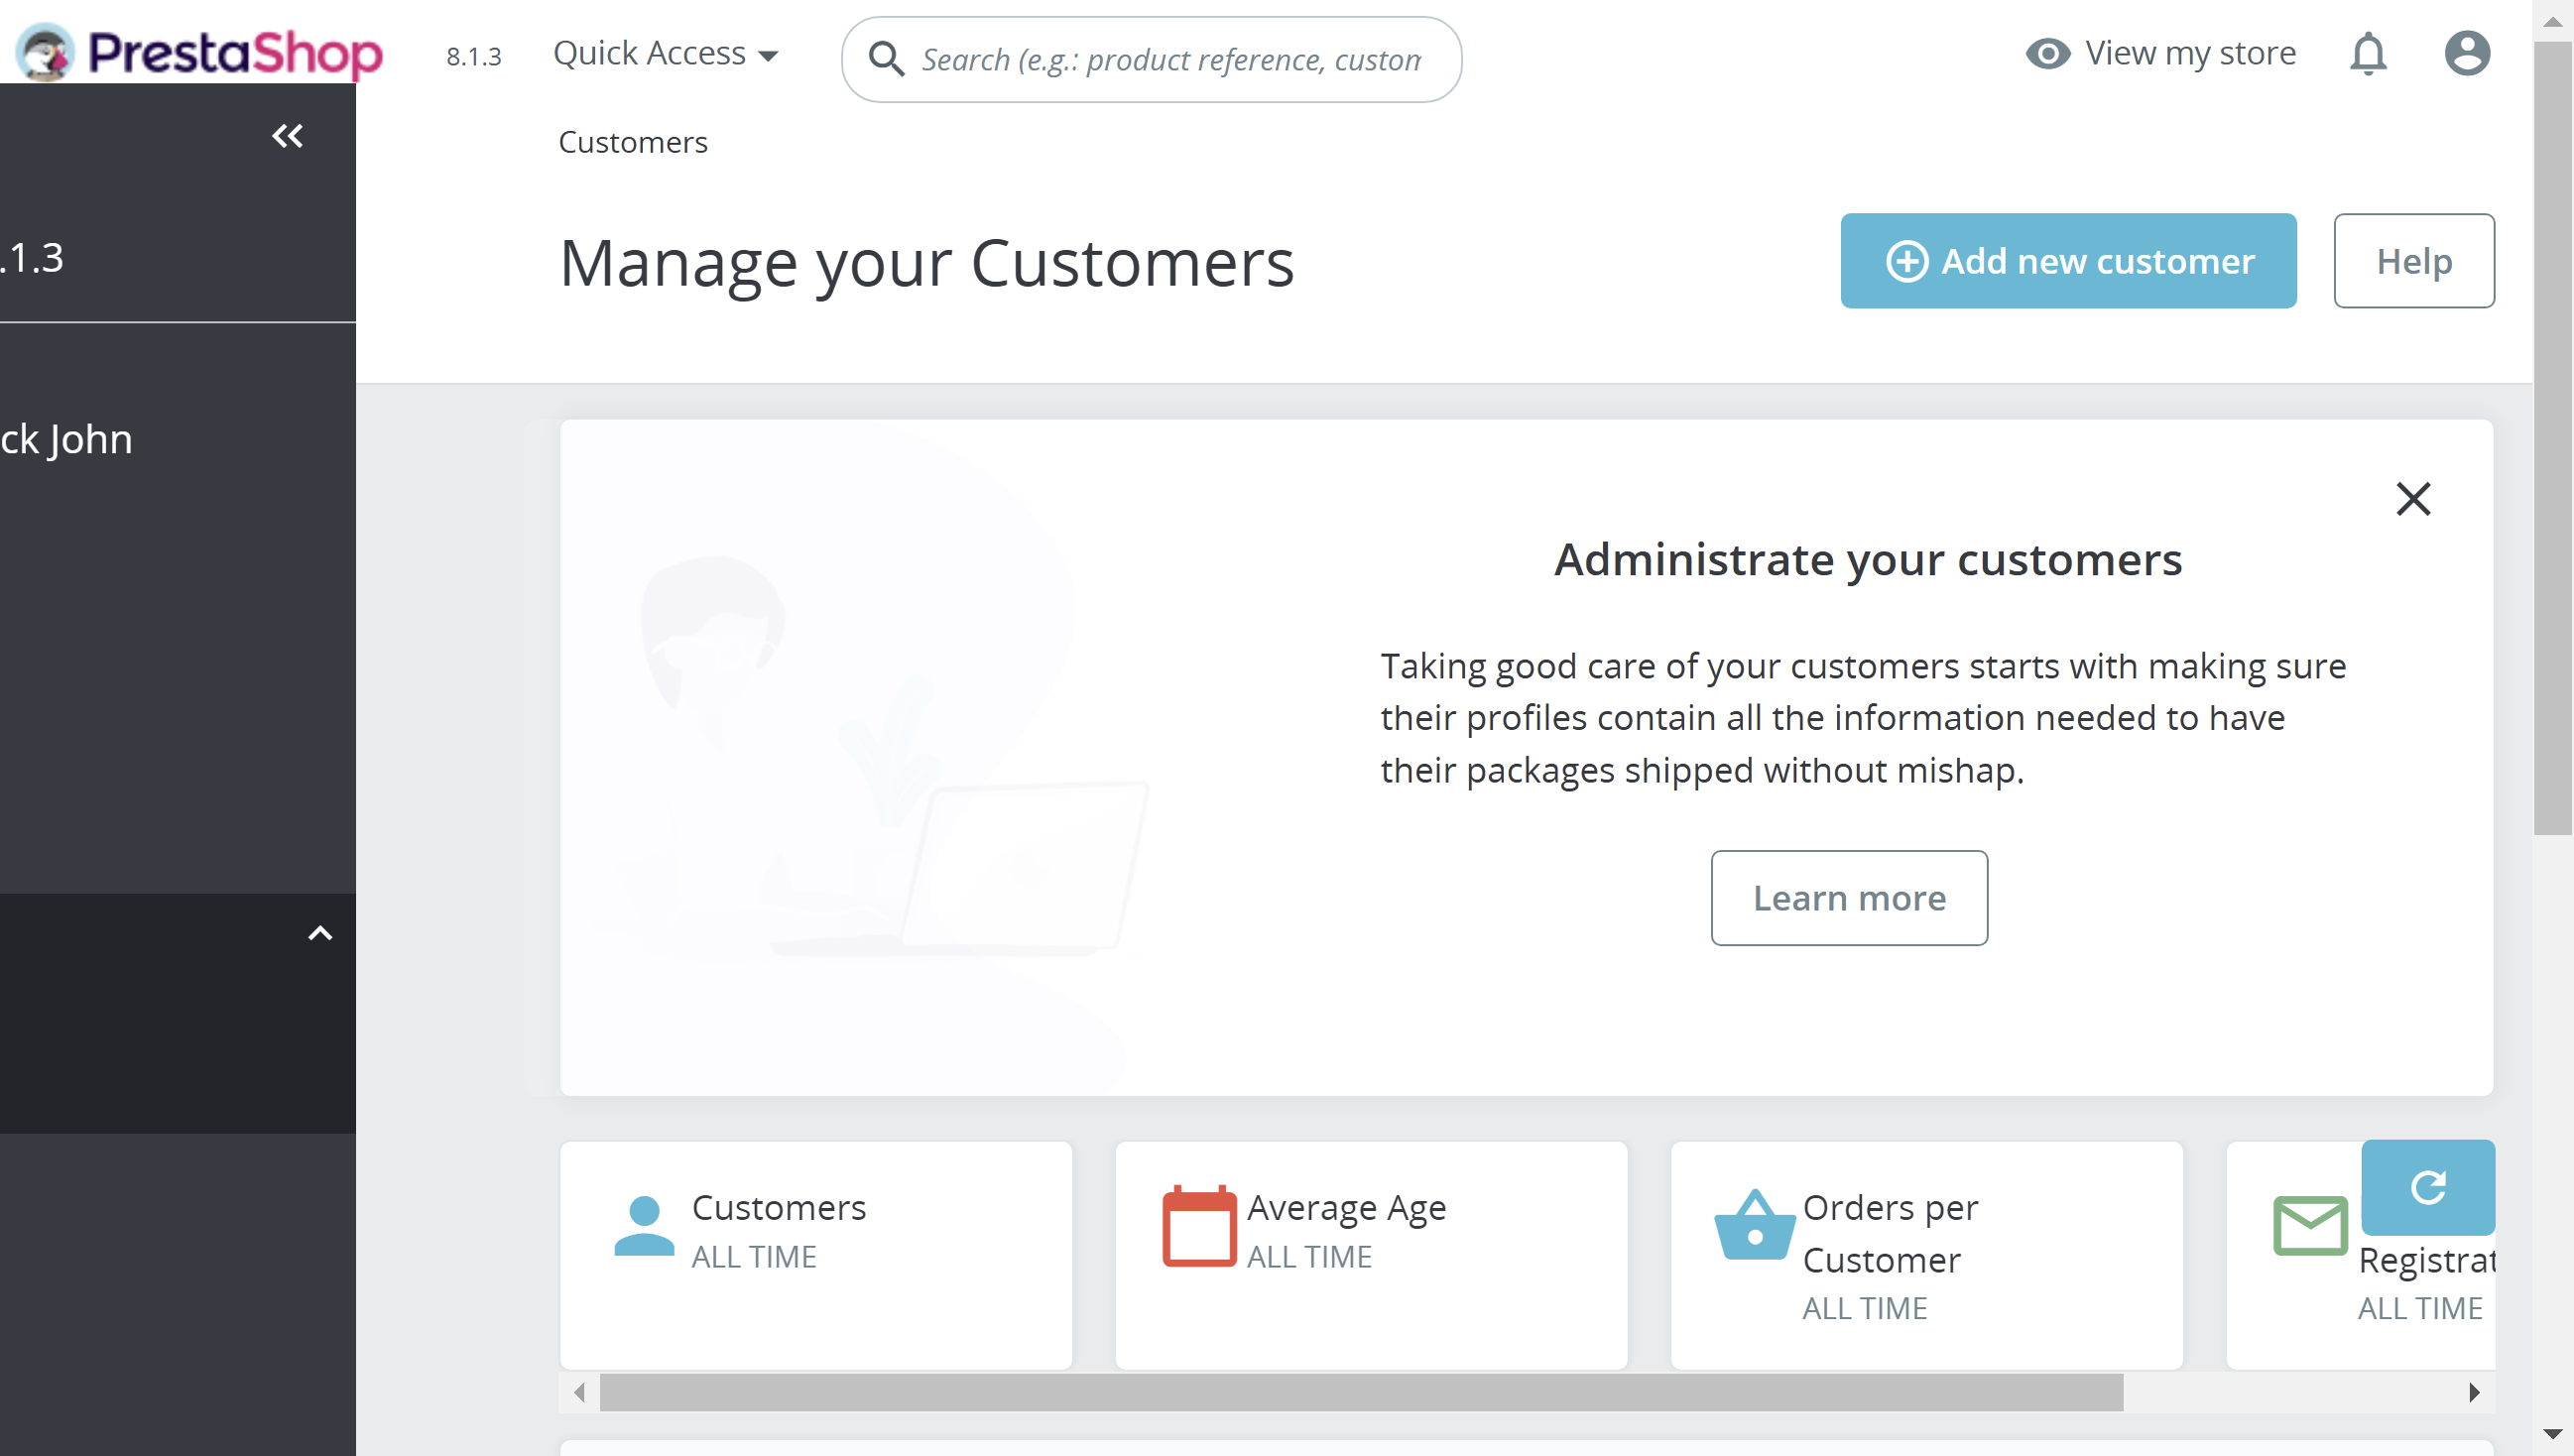 PrestaShop
8.1.3
Quick Access
Search (e.g.: product reference, custom
View my store
Customers
.1.3
Manage your Customers
Add new customer
Help
ck John
Administrate your customers
Taking good care of your customers starts with making sure
their profiles contain all the information needed to have
their packages shipped without mishap.
Learn more
Customers
ALL TIME
Average Age
ALL TIME
Orders per
Customer
ALL TIME
Registrat
ALL TIME